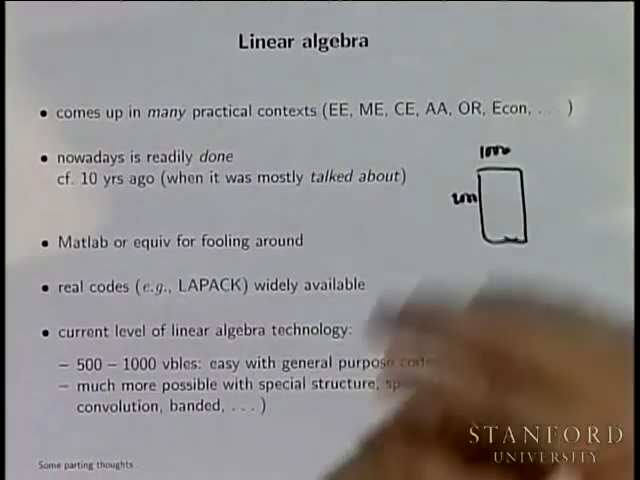 Linear algebra
• comes up in many practical contexts (EE, ME, CE, AA, OR, Econ, . . . )
• nowadays is readily done
cf. 10 yrs ago (when it was mostly talked about)
1000
• Matlab or equiv for fooling around
• real codes (e.g., LAPACK) widely available
• current level of linear algebra technology:
– 500 – 1000 vbles: easy with general purpose codes
– much more possible with special structure,
convolution, banded, . . . )
Some parting thoughts . . .
STANFORD
UNIVERSITY